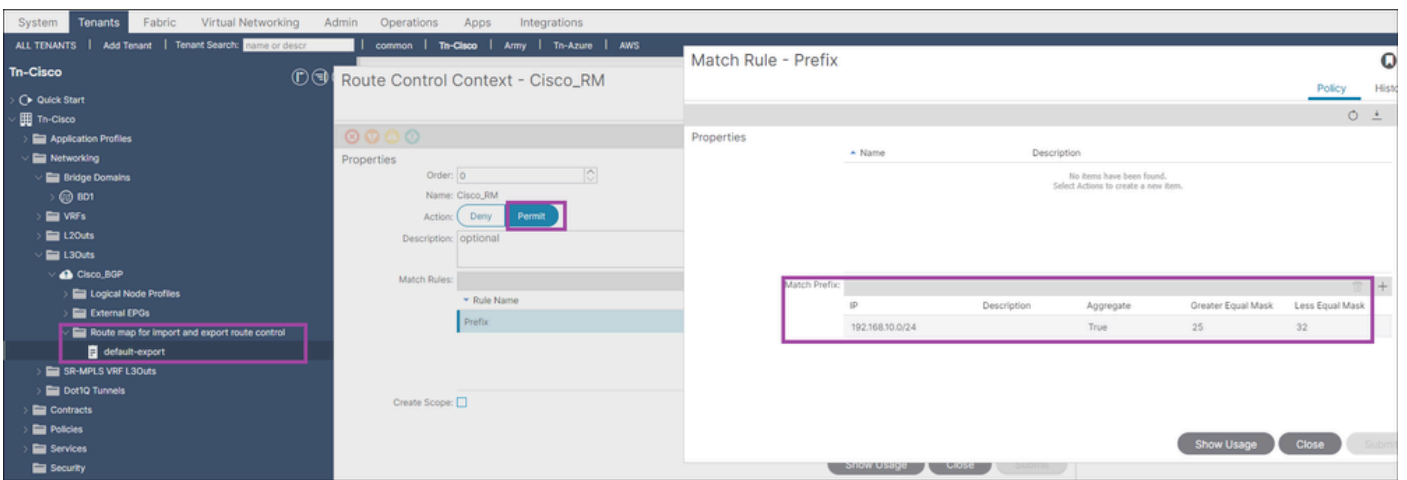 System Tenants Fabric Virtual Networking Admin Operations Apps Integrations
ALL TENANTS | Add Tenant | Tenant Search: name or descr | common | Tn-Cisco | Army | Tn-Azure | AWS
Tn-Cisco
Quick Start
Tn-Cisco
Application Profiles
Networking
Bridge Domains
BD1
VRFs
L2Outs
L3Outs
Cisco_BGP
Logical Node Profiles
External EPGs
Route map for import and export route control
default-export
SR-MPLS VRF L3Outs
Dot1Q Tunnels
Contracts
Policies
Services
Security
Route Control Context - Cisco_RM
Properties
Order: 0
Name: Cisco_RM
Action: Deny Permit
Description: optional
Match Rules:
Rule Name
Prefix
Create Scope:
Show Usage Close Submit
Match Rule - Prefix
Policy
Properties
Name Description
No items have been found.
Select Actions to create a new item.
Match Prefix:
IP Description Aggregate Greater Equal Mask Less Equal Mask
192.168.10.0/24 True 25 32
Show Usage Close